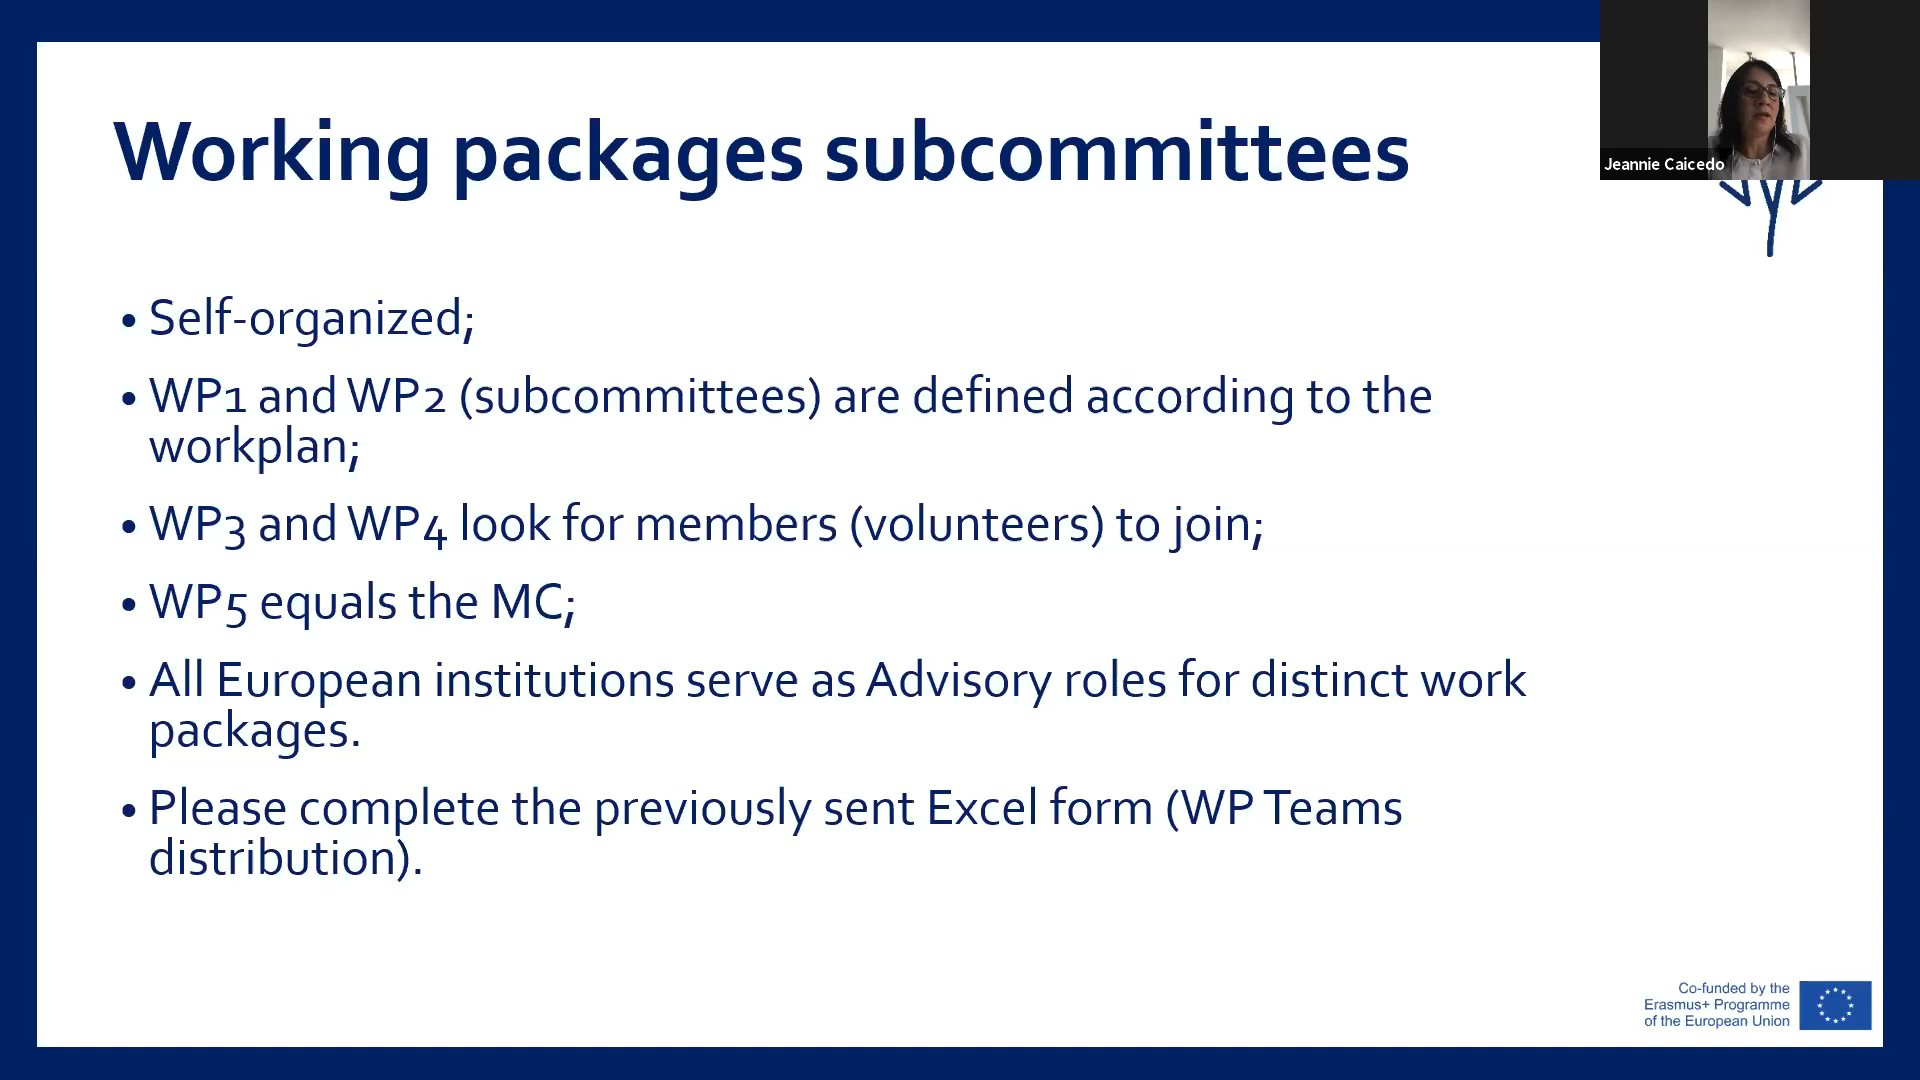 Working packages subcommittees
Jeannie Caicedo
• Self-organized;
• WP1 and WP2 (subcommittees) are defined according to the
workplan;
• WP3 and WP4 look for members (volunteers) to join;
• WP5 equals the MC;
• All European institutions serve as Advisory roles for distinct work
packages.
• Please complete the previously sent Excel form (WP Teams
distribution).
Co-funded by the
Erasmus+ Programme
of the European Union